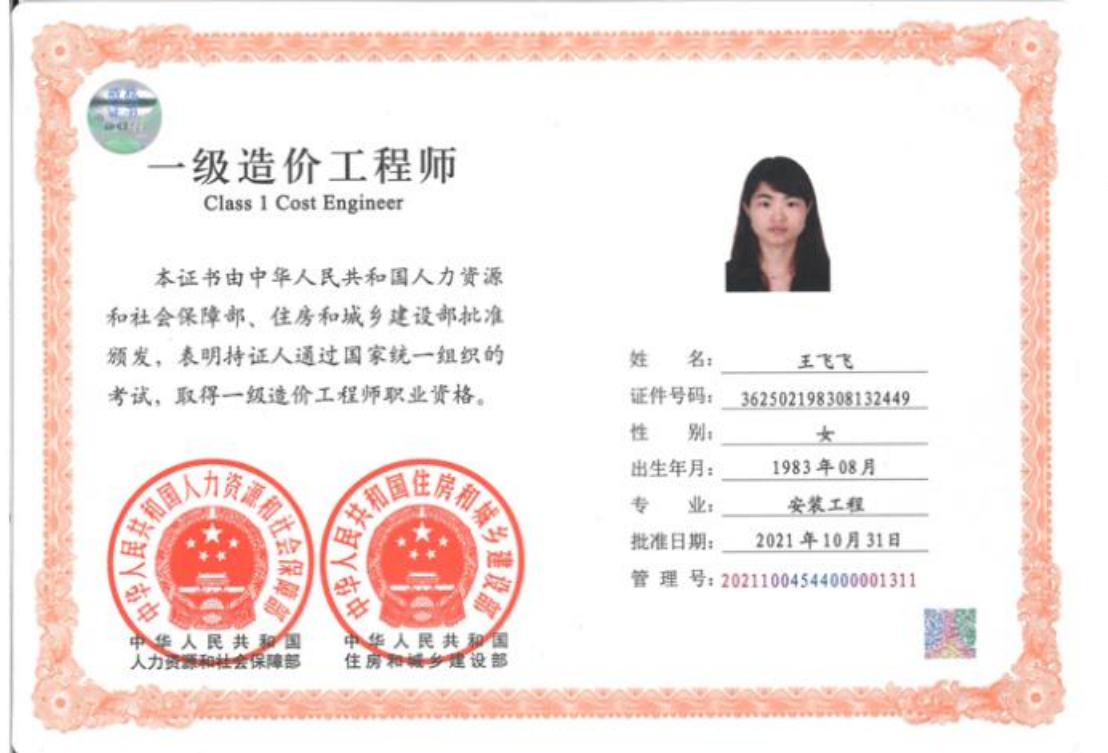 一级造价工程师
Class 1 Cost Engineer
本证书由中华人民共和国人力资源
和社会保障部、住房和城乡建设部批准
颁发，表明持证人通过国家统一组织的
考试，取得一级造价工程师职业资格。
中华人民共和国人力资源和社会保障部
中华人民共和国
人力资源和社会保障部
中华人民共和国住房和城乡建设部
中华人民共和国
住房和城乡建设部
姓 名：王飞飞
证件号码：362502198308132449
性 别：女
出生年月：1983年08月
专 业：安装工程
批准日期：2021年10月31日
管 理 号：20211004544000001311